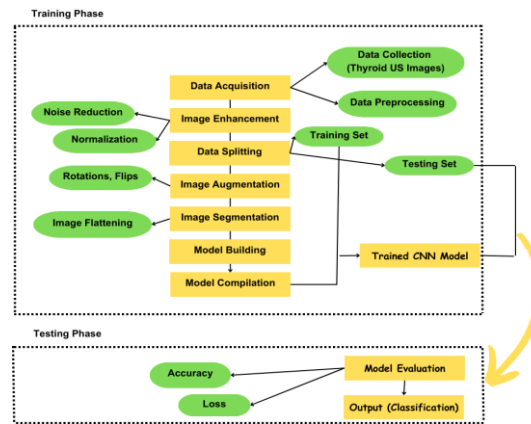 Training Phase
Data Collection
(Thyroid US Images)
Data Acquisition
Data Preprocessing
Noise Reduction
Image Enhancement
Training Set
Normalization
Data Splitting
Testing Set
Rotations, Flips
Image Augmentation
Image Flattening
Image Segmentation
Model Building
Trained CNN Model
Model Compilation
Testing Phase
Accuracy
Model Evaluation
Loss
Output (Classification)